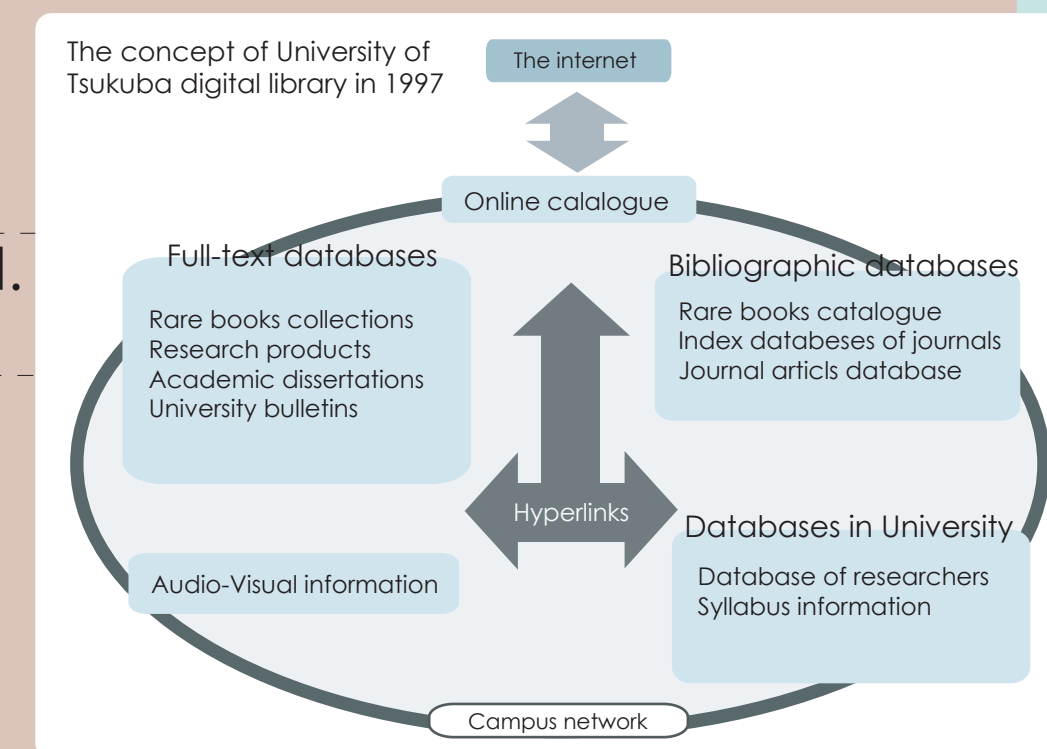 The concept of University of
Tsukuba digital library in 1997
The internet
Online calalogue
Full-text databases
Rare books collections
Research products
Academic dissertations
University bulletins
Bibliographic databases
Rare books catalogue
Index databeses of journals
Journal articls database
Hyperlinks
Audio-Visual information
Databases in University
Database of researchers
Syllabus information
Campus network